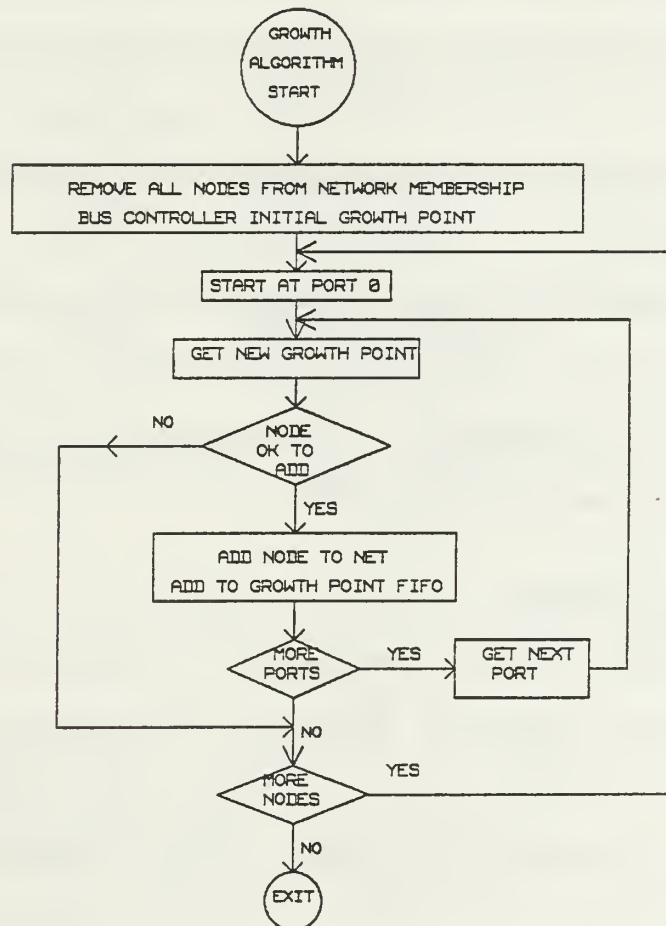 GROWTH
ALGORITHM
START
REMOVE ALL NODES FROM NETWORK MEMBERSHIP
BUS CONTROLLER INITIAL GROWTH POINT
START AT PORT 0
GET NEW GROWTH POINT
NO
NODE
OK TO
ADD
YES
ADD NODE TO NET
ADD TO GROWTH POINT FIFO
MORE
PORTS
YES
GET NEXT
PORT
NO
MORE
NODES
YES
NO
EXIT